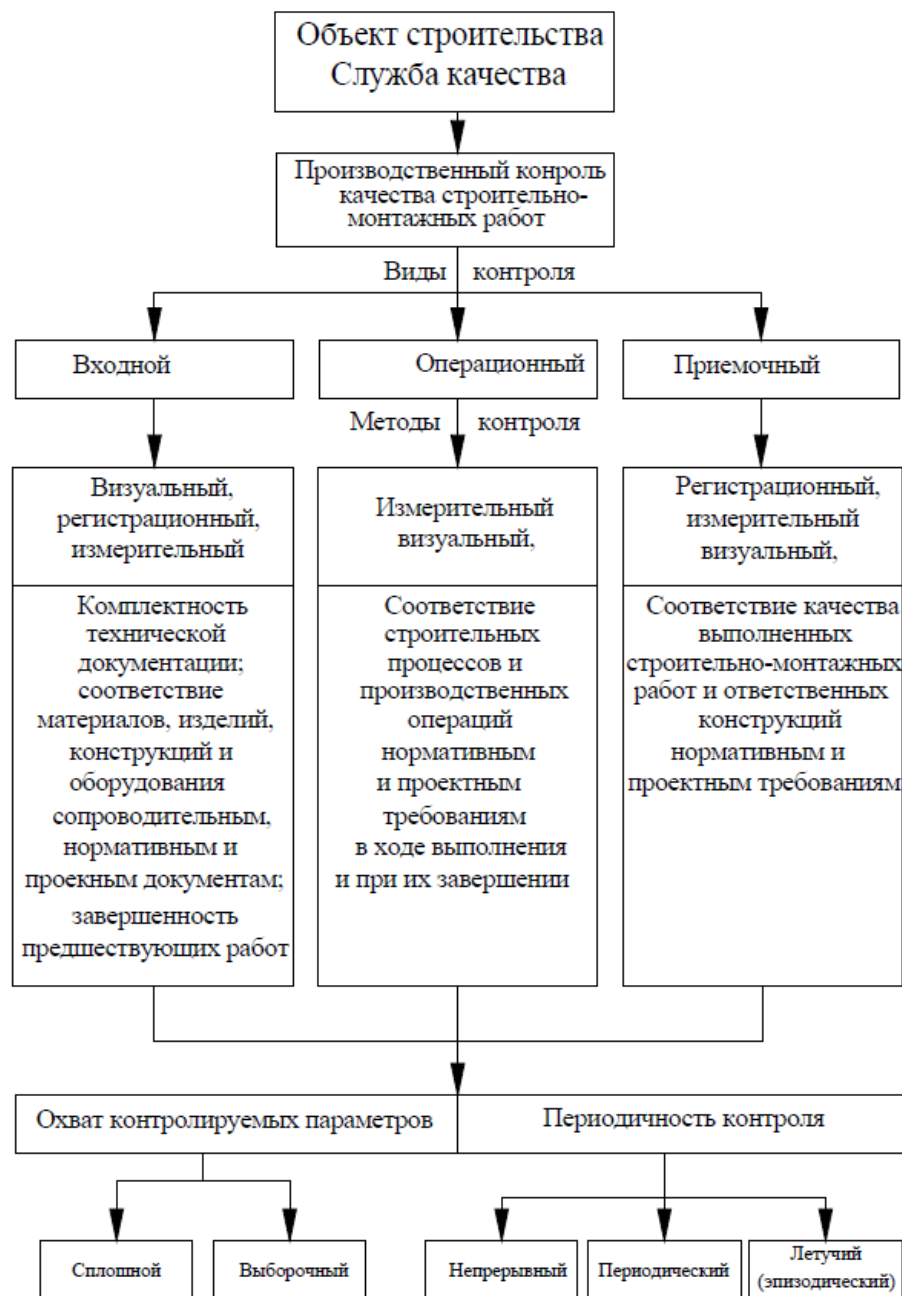 Объект строительства
Служба качества
Производственный конроль
качества строительно-
монтажных работ
Виды контроля
Входной
Операционный
Приемочный
Методы контроля
Визуальный,
регистрационный,
измерительный
Комплектность
технической
документации;
соответствие
материалов, изделий,
конструкций и
оборудования
сопроводительным,
нормативным и
проекным документам;
завершенность
предшествующих работ
Измерительный
визуальный,
Соответствие
строительных
процессов и
производственных
операций
нормативным
и проектным
требованиям
в ходе выполнения
и при их завершении
Регистрационный,
измерительный
визуальный,
Соответствие качества
выполненных
строительно-монтажных
работ и ответственных
конструкций
нормативным и
проектным требованиям
Охват контролируемых параметров
Периодичность контроля
Сплошной
Выборочный
Непрерывный
Периодический
Летучий
(эпизодический)